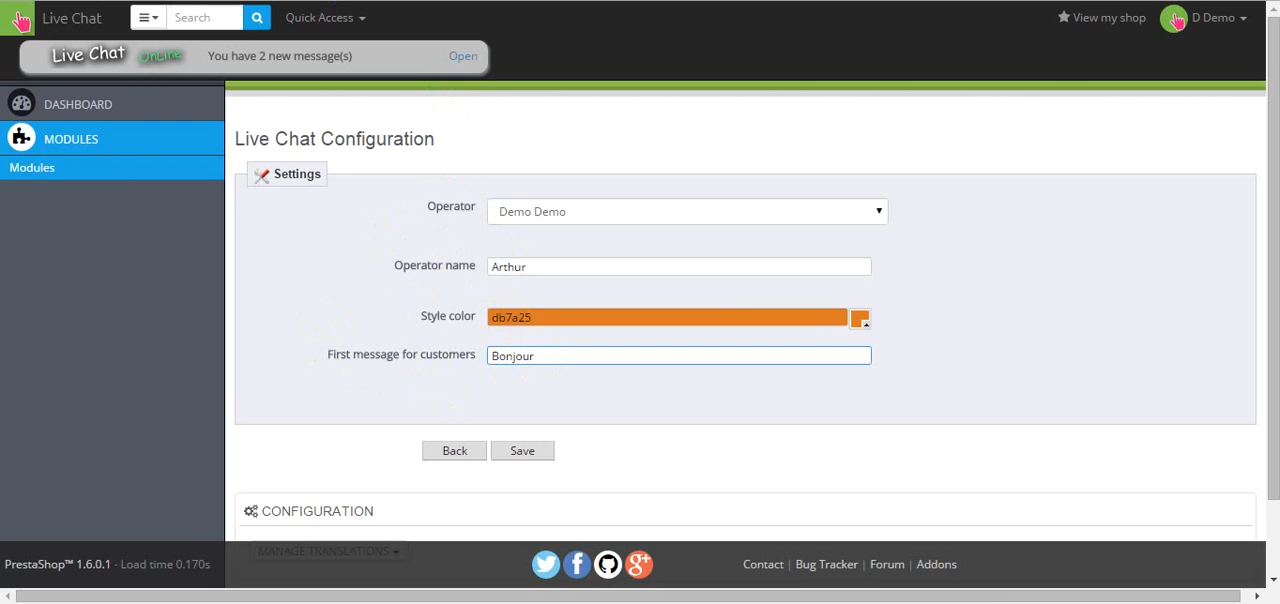 Live Chat
Search
Quick Access
View my shop
D Demo
Live Chat OnLine You have 2 new message(s) Open
DASHBOARD
MODULES
Modules
Live Chat Configuration
Settings
Operator Demo Demo
Operator name Arthur
Style color db7a25
First message for customers Bonjour
Back Save
CONFIGURATION
MANAGE TRANSLATIONS
PrestaShop™ 1.6.0.1 - Load time 0.170s
Contact | Bug Tracker | Forum | Addons